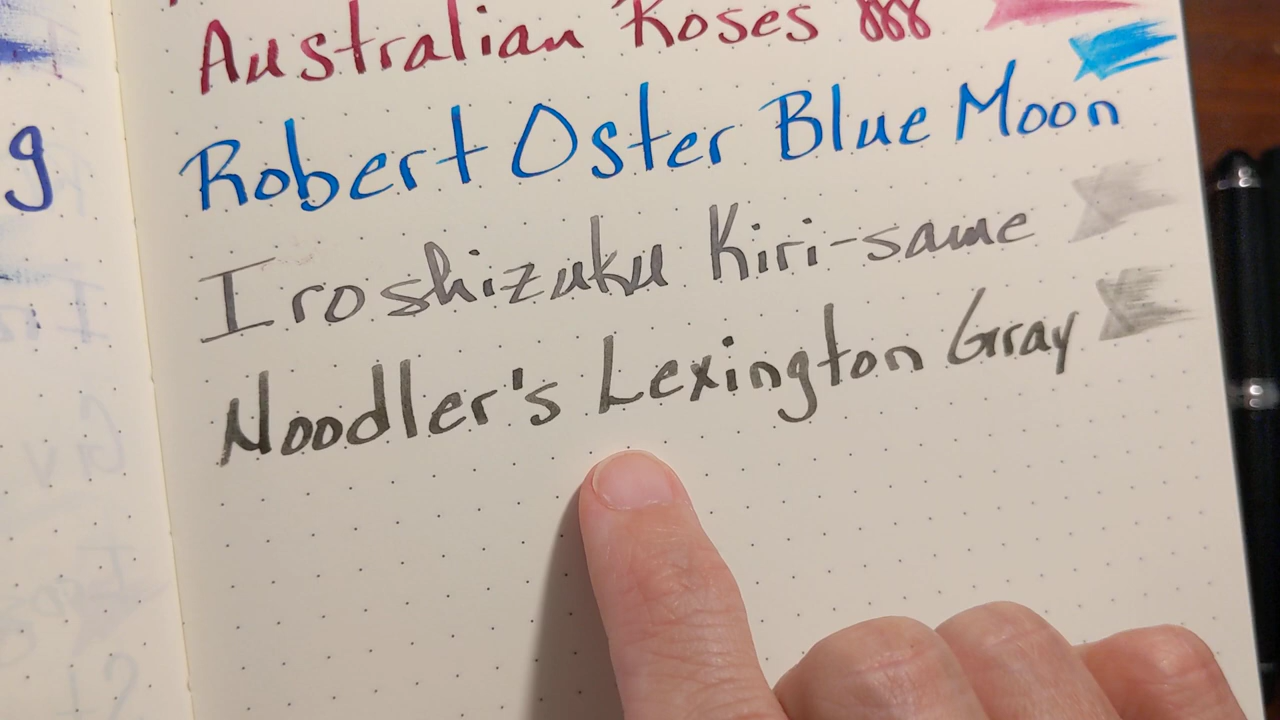 Australian Roses
Robert Oster Blue Moon
Iroshizuku Kiri-same
Noodler's Lexington Gray
g